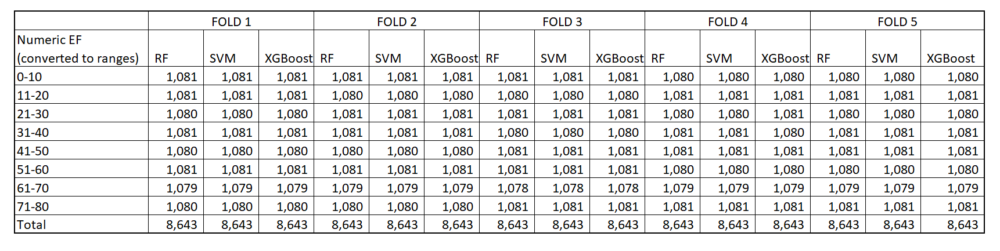 FOLD 1 FOLD 2 FOLD 3 FOLD 4 FOLD 5
Numeric EF
(converted to ranges) RF SVM XGBoost RF SVM XGBoost RF SVM XGBoost RF SVM XGBoost RF SVM XGBoost
0-10 1,081 1,081 1,081 1,081 1,081 1,081 1,081 1,081 1,081 1,080 1,080 1,080 1,080 1,080 1,080
11-20 1,081 1,081 1,081 1,080 1,080 1,080 1,080 1,080 1,080 1,081 1,081 1,081 1,081 1,081 1,081
21-30 1,080 1,080 1,080 1,081 1,081 1,081 1,081 1,081 1,081 1,080 1,080 1,081 1,080 1,080 1,080
31-40 1,081 1,081 1,081 1,081 1,081 1,081 1,080 1,080 1,080 1,081 1,081 1,080 1,081 1,081 1,081
41-50 1,080 1,080 1,080 1,080 1,080 1,080 1,081 1,081 1,081 1,081 1,081 1,081 1,081 1,081 1,081
51-60 1,081 1,081 1,081 1,081 1,081 1,081 1,081 1,081 1,081 1,080 1,080 1,080 1,080 1,080 1,080
61-70 1,079 1,079 1,079 1,079 1,079 1,079 1,078 1,078 1,078 1,079 1,079 1,079 1,079 1,079 1,079
71-80 1,080 1,080 1,080 1,080 1,080 1,080 1,081 1,081 1,081 1,081 1,081 1,081 1,081 1,081 1,081
Total 8,643 8,643 8,643 8,643 8,643 8,643 8,643 8,643 8,643 8,643 8,643 8,643 8,643 8,643 8,643